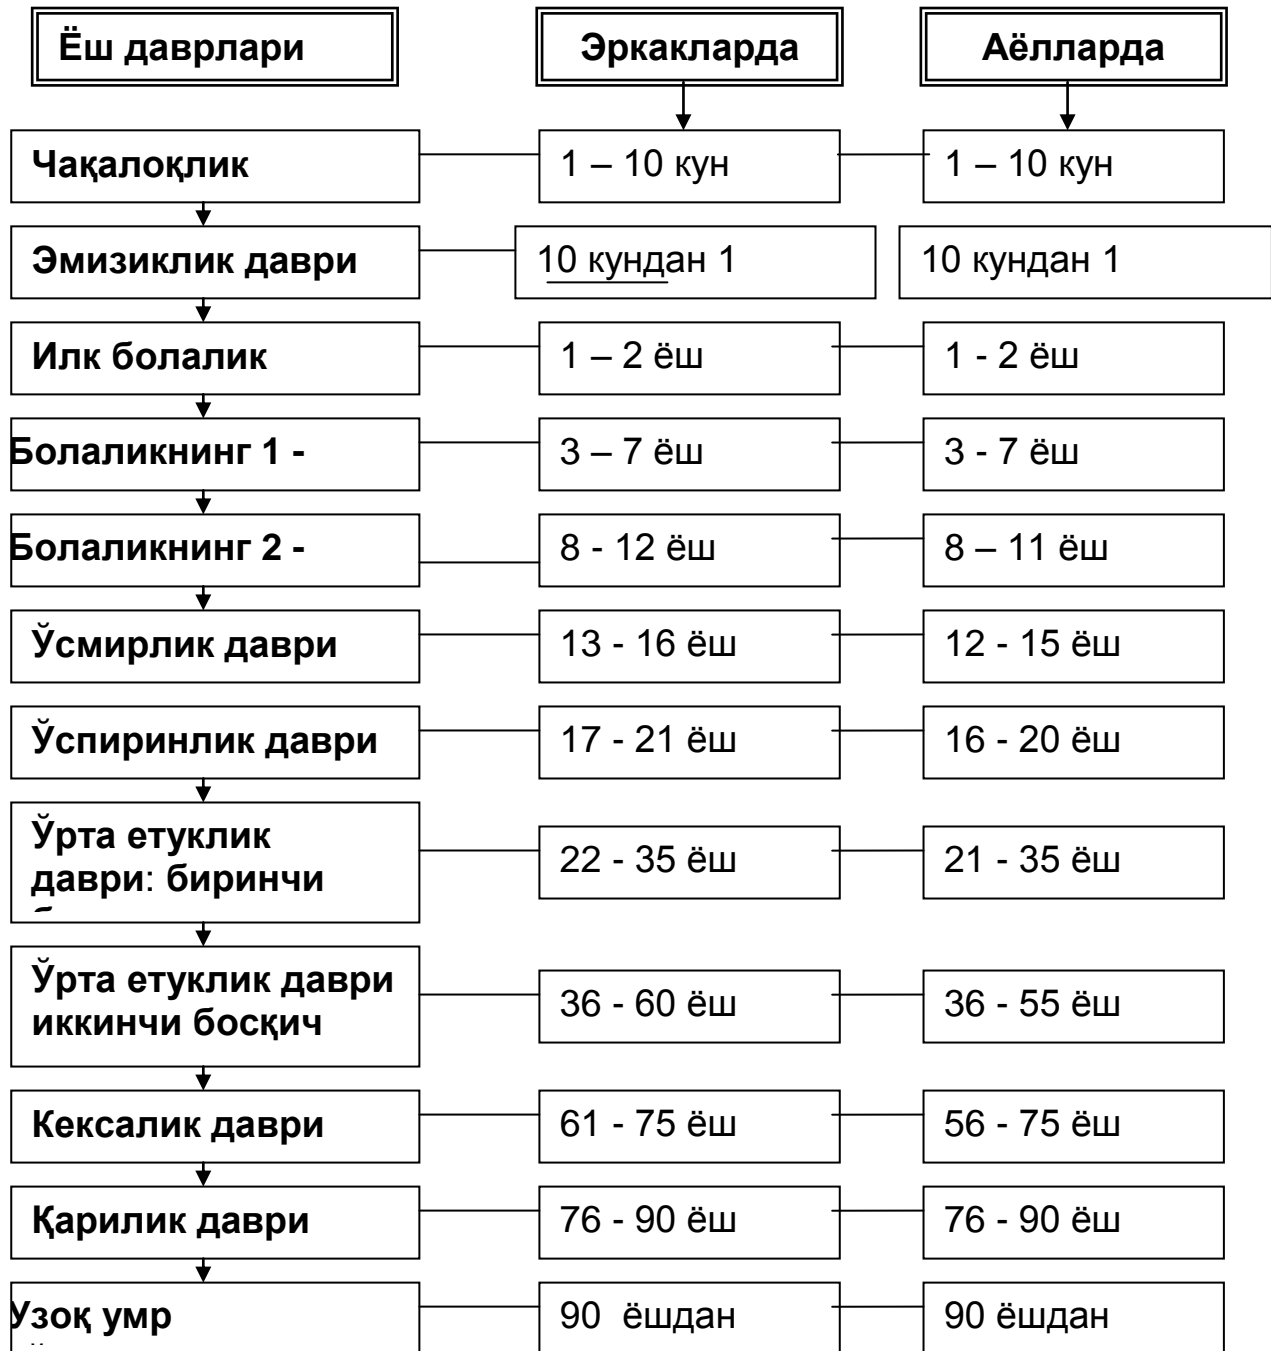 Ёш даврлари
Эркакларда
Аёлларда
Чақалоқлик
1 – 10 кун
1 – 10 кун
Эмизиклик даври
10 кундан 1
10 кундан 1
Илк болалик
1 – 2 ёш
1 - 2 ёш
Болаликнинг 1 -
3 – 7 ёш
3 - 7 ёш
Болаликнинг 2 -
8 - 12 ёш
8 – 11 ёш
Ўсмирлик даври
13 - 16 ёш
12 - 15 ёш
Ўспиринлик даври
17 - 21 ёш
16 - 20 ёш
Ўрта етуклик
даври: биринчи
22 - 35 ёш
21 - 35 ёш
Ўрта етуклик даври
иккинчи босқич
36 - 60 ёш
36 - 55 ёш
Кексалик даври
61 - 75 ёш
56 - 75 ёш
Қарилик даври
76 - 90 ёш
76 - 90 ёш
Узоқ умр
90 ёшдан
90 ёшдан